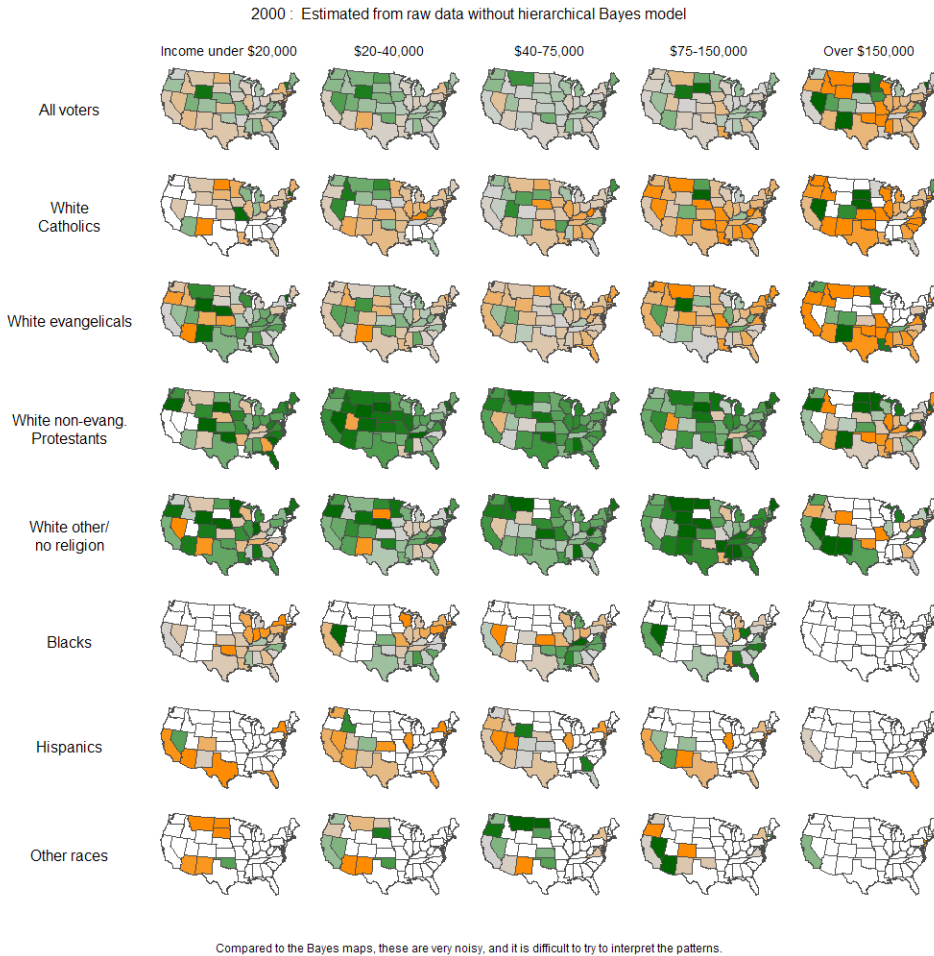 2000 :  Estimated from raw data without hierarchical Bayes model
Income under $20,000
$20-40,000
$40-75,000
$75-150,000
Over $150,000
All voters
White
Catholics
White evangelicals
White non-evang.
Protestants
White other/
no religion
Blacks
Hispanics
Other races
Compared to the Bayes maps, these are very noisy, and it is difficult to try to interpret the patterns.